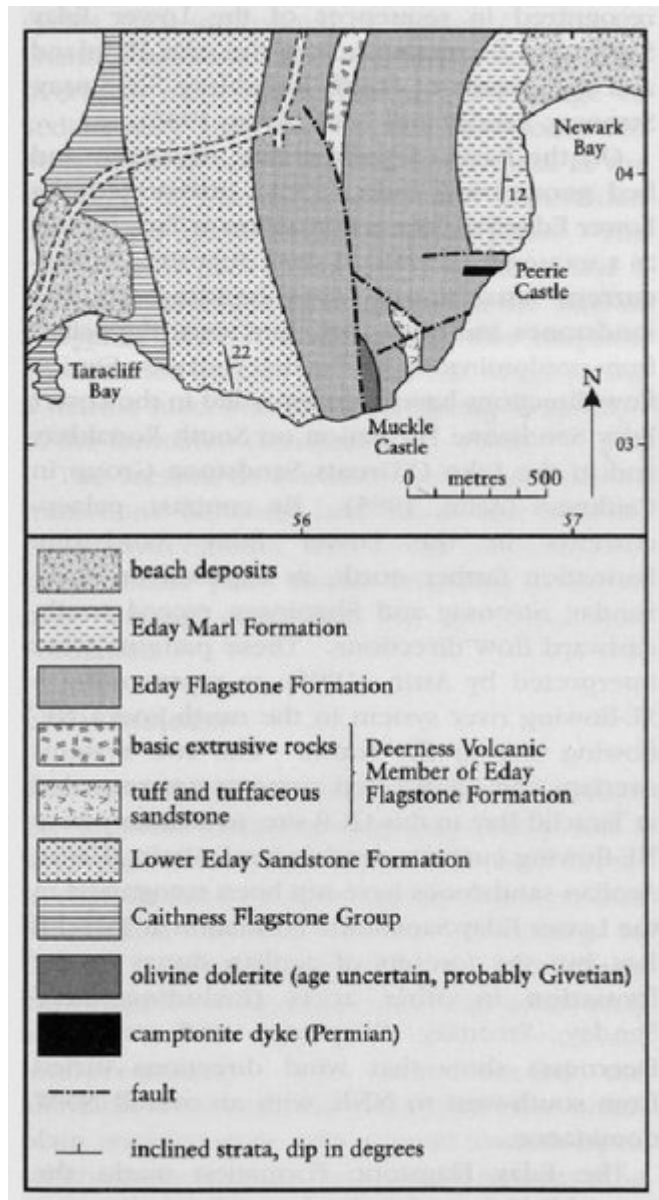 Newark
Bay
04
12
Peerie
Castle
22
Taracliff
Bay
N
Muckle
Castle
03
0 metres 500
56
57
beach deposits
Eday Marl Formation
Eday Flagstone Formation
basic extrusive rocks
Deerness Volcanic
Member of Eday
Flagstone Formation
tuff and tuffaceous
sandstone
Lower Eday Sandstone Formation
Caithness Flagstone Group
olivine dolerite (age uncertain, probably Givetian)
camptonite dyke (Permian)
fault
inclined strata, dip in degrees